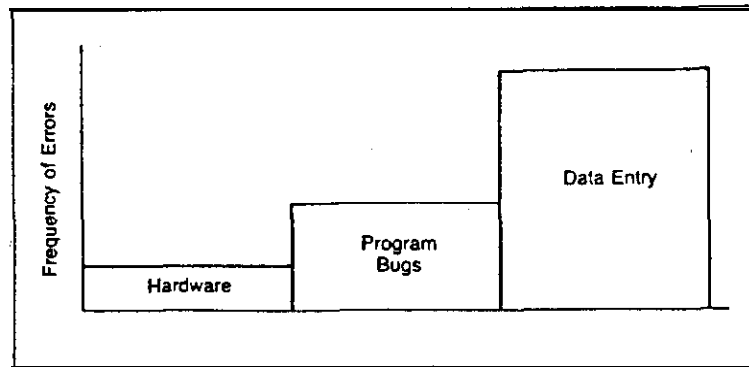 Frequency of Errors
Hardware
Program
Bugs
Data Entry